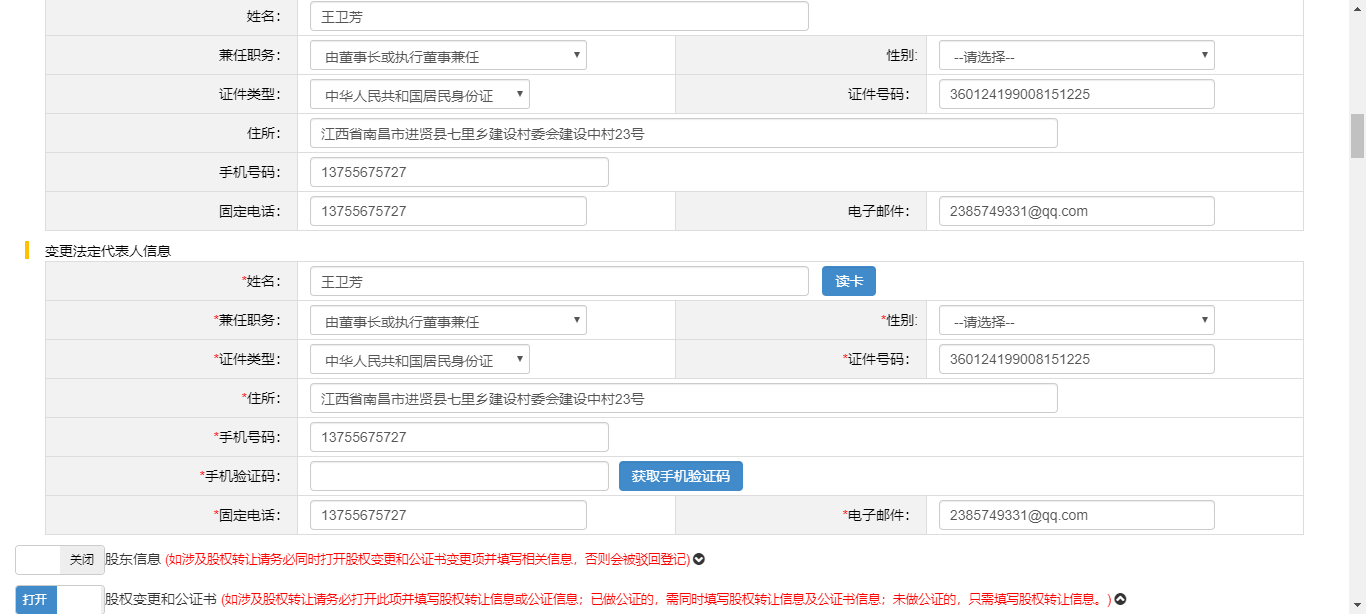 姓名： 王卫芳
兼任职务： 由董事长或执行董事兼任 性别: --请选择--
证件类型： 中华人民共和国居民身份证 证件号码： 360124199008151225
住所： 江西省南昌市进贤县七里乡建设村委会建设中村23号
手机号码： 13755675727
固定电话： 13755675727 电子邮件： 2385749331@qq.com
变更法定代表人信息
*姓名： 王卫芳 读卡
*兼任职务： 由董事长或执行董事兼任 *性别: --请选择--
*证件类型： 中华人民共和国居民身份证 *证件号码： 360124199008151225
*住所： 江西省南昌市进贤县七里乡建设村委会建设中村23号
*手机号码： 13755675727
*手机验证码： 获取手机验证码
*固定电话： 13755675727 *电子邮件： 2385749331@qq.com
关闭 股东信息 (如涉及股权转让请务必同时打开股权变更和公证书变更项并填写相关信息，否则会被驳回登记)
打开 股权变更和公证书 (如涉及股权转让请务必打开此项并填写股权转让信息或公证信息；已做公证的，需同时填写股权转让信息及公证书信息；未做公证的，只需填写股权转让信息。)